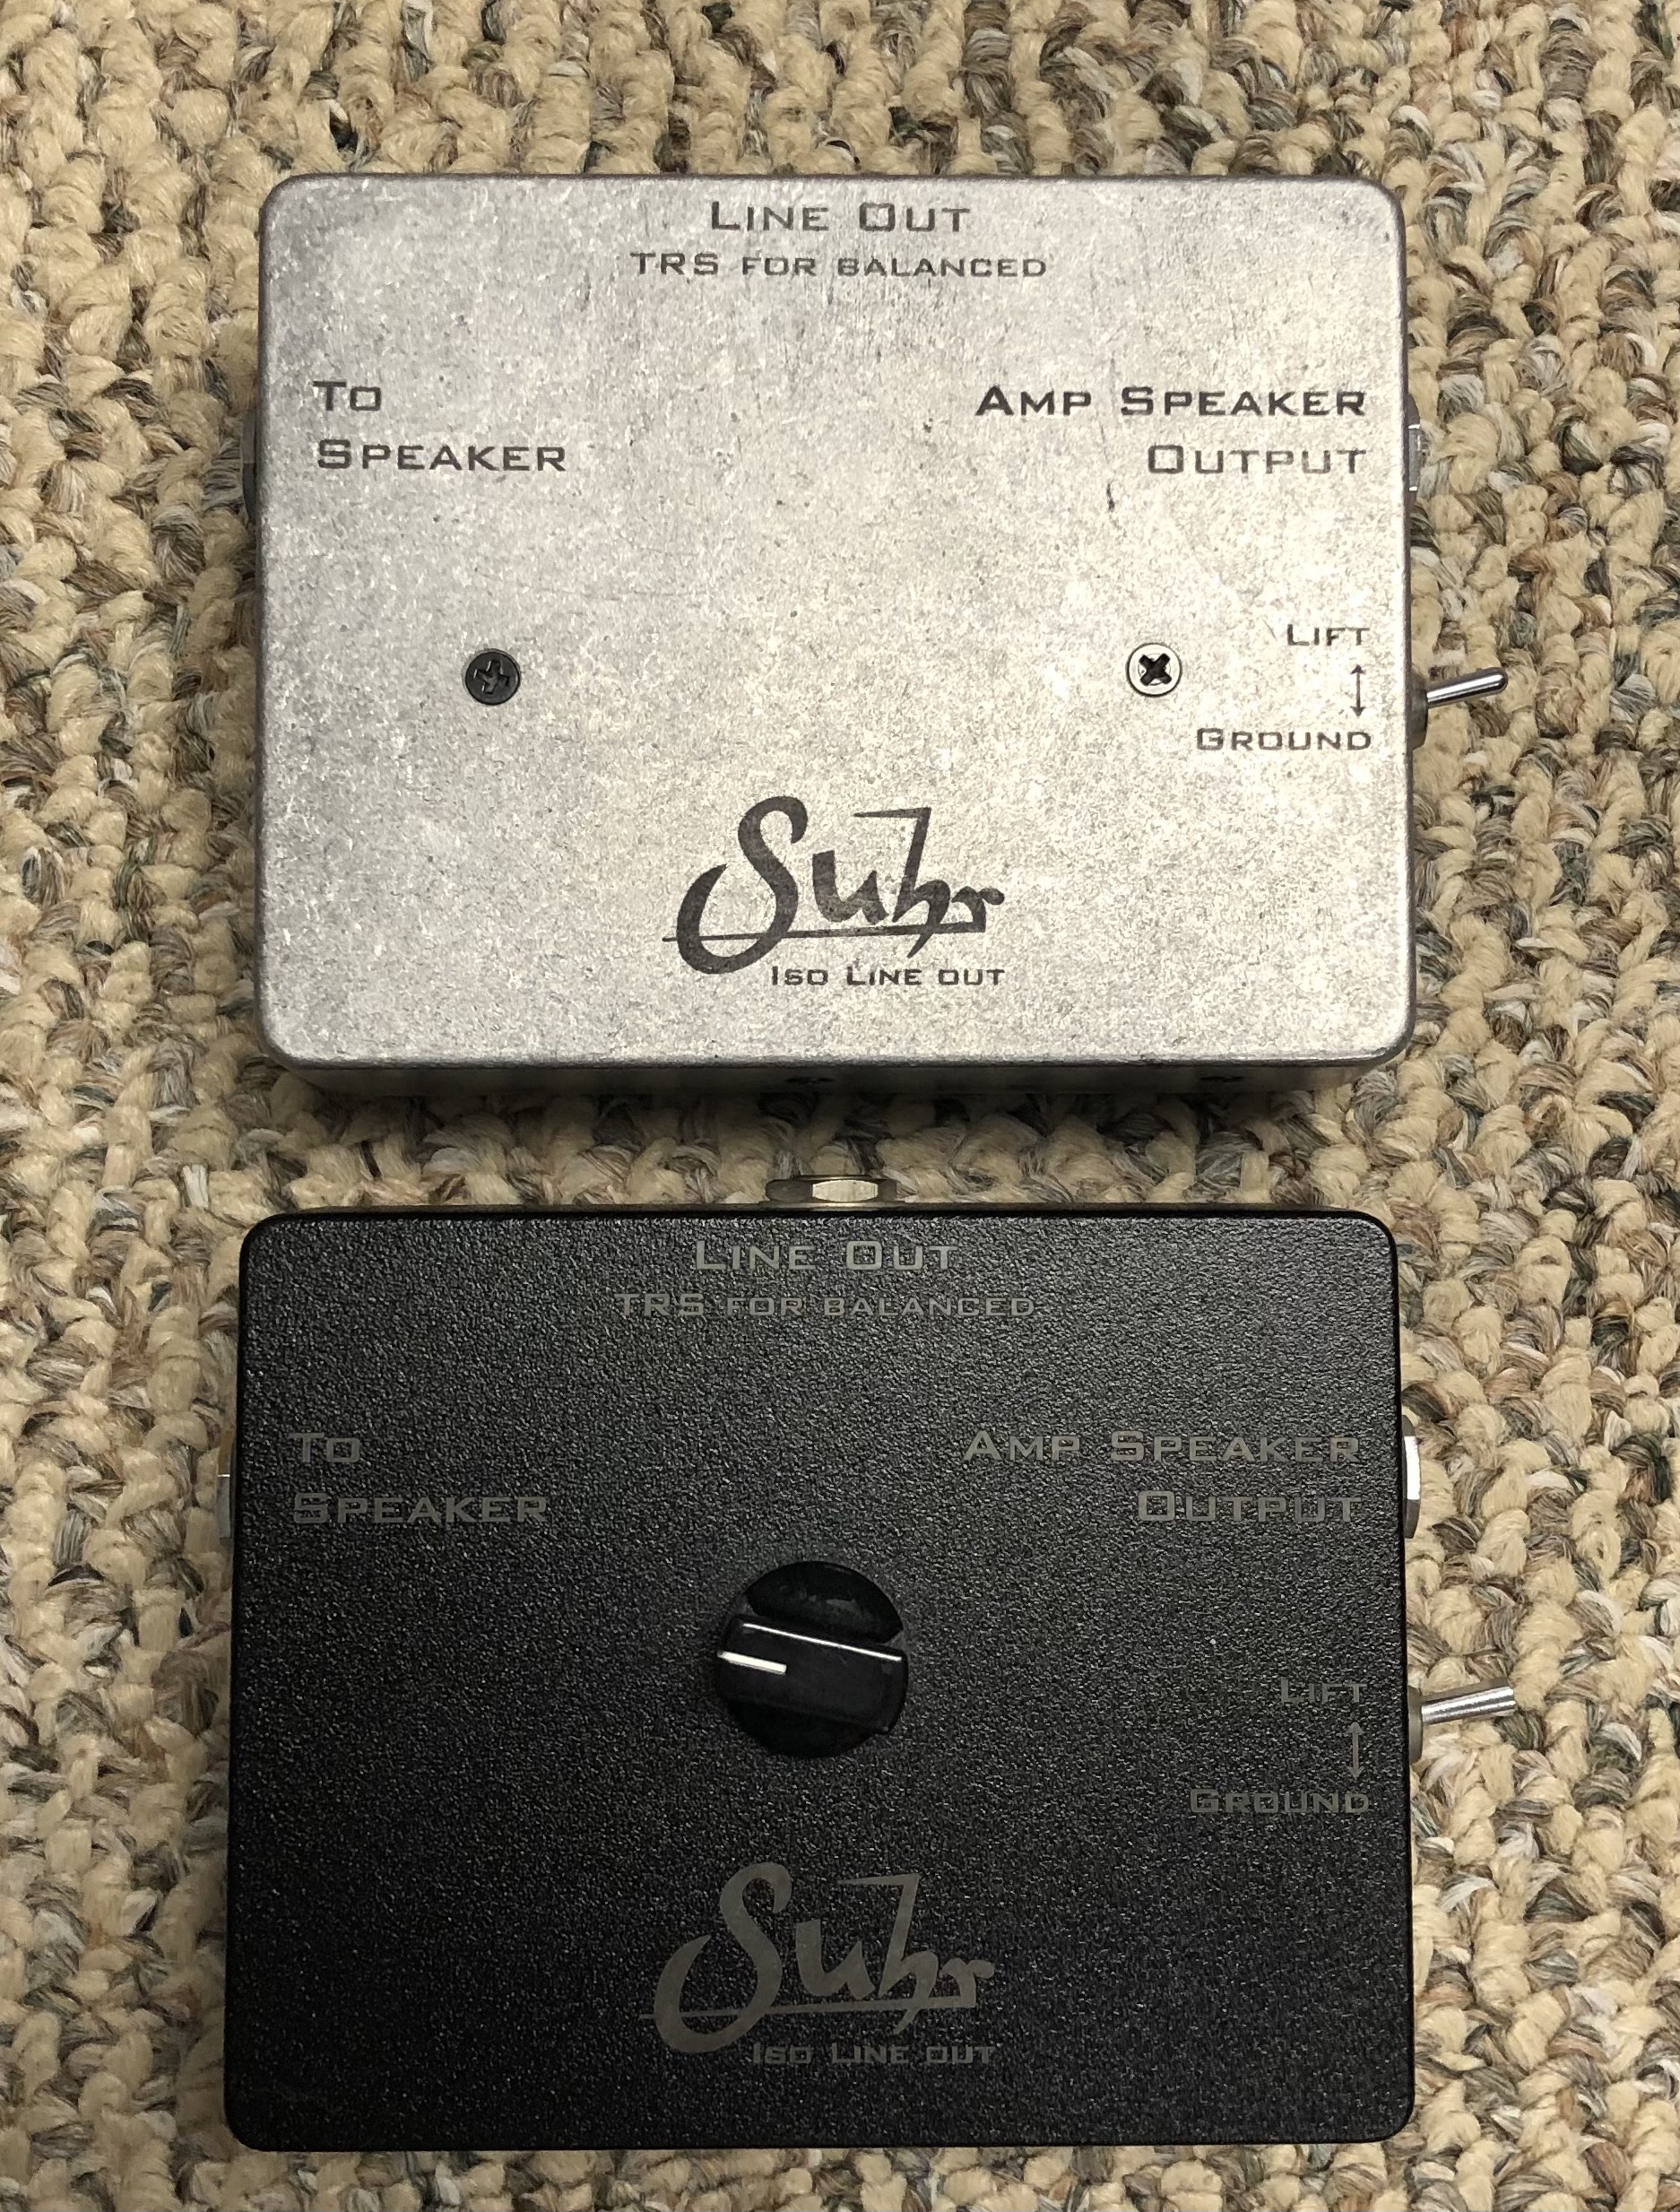 Line Out
TRS for balanced
To
Speaker
Amp Speaker
Output
Lift
Ground
Suhr
Iso Line out
Line Out
TRS for balanced
To
Speaker
Amp Speaker
Output
Lift
Ground
Suhr
Iso Line out